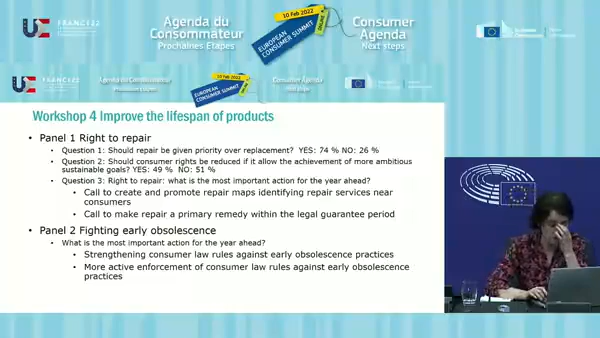 FRANCE22
Agenda du
Consommateur
Prochaines Etapes
10 Feb 2022
EUROPEAN
CONSUMER SUMMIT
ONLINE
Consumer
Agenda
Next steps
European
Commission
FRANCE22
Agenda du Consommateur
Prochaines Etapes
10 Feb 2022
EUROPEAN
CONSUMER SUMMIT
Consumer Agenda
Next steps
Workshop 4 Improve the lifespan of products
• Panel 1 Right to repair
• Question 1: Should repair be given priority over replacement? YES: 74 % NO: 26 %
• Question 2: Should consumer rights be reduced if it allow the achievement of more ambitious
sustainable goals? YES: 49 % NO: 51 %
• Question 3: Right to repair: what is the most important action for the year ahead?
• Call to create and promote repair maps identifying repair services near
consumers
• Call to make repair a primary remedy within the legal guarantee period
• Panel 2 Fighting early obsolescence
• What is the most important action for the year ahead?
• Strengthening consumer law rules against early obsolescence practices
• More active enforcement of consumer law rules against early obsolescence
practices